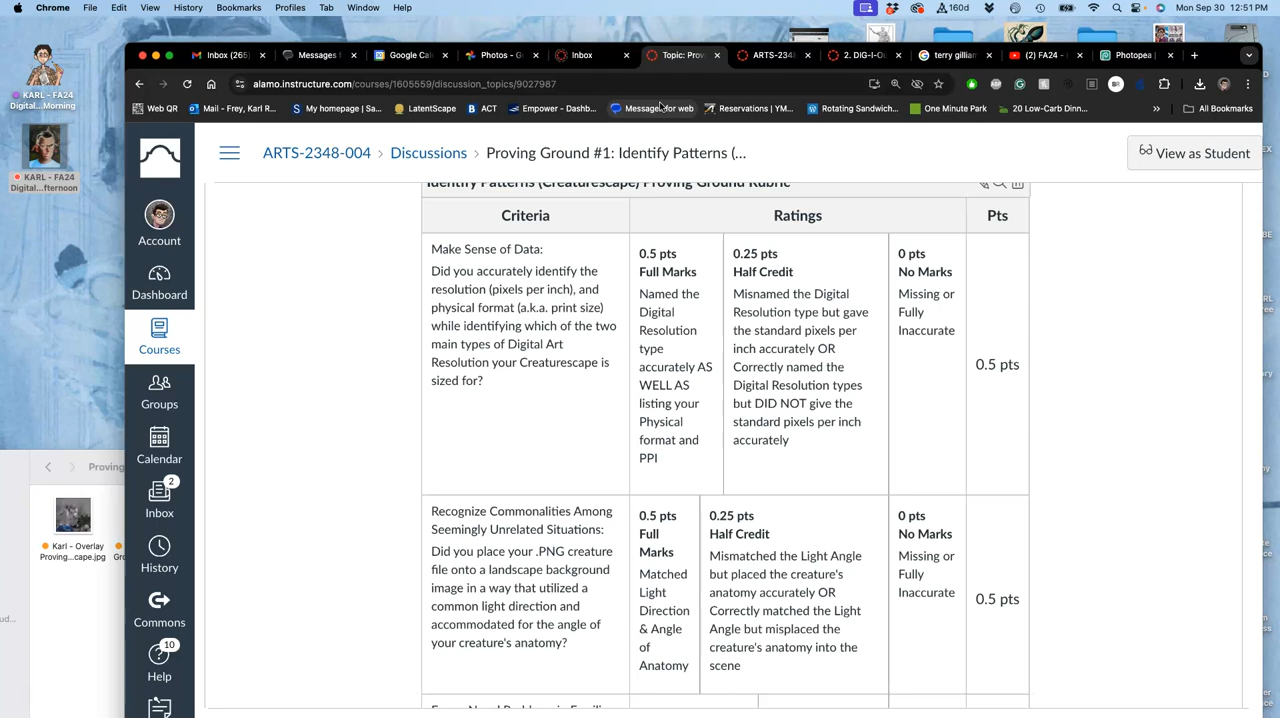 Chrome File Edit View History Bookmarks Profiles Tab Window Help
160d Mon Sep 30 12:51 PM
Inbox (265) Messages f Google Cal Photos - G Inbox Topic: Prov ARTS-234 2. DIG-I-Ou terry gillian (2) FA24 - Photopea |
alamo.instructure.com/courses/1605559/discussion_topics/9027987
Web QR Mail - Frey, Karl R... My homepage | Sa... LatentScape ACT Empower - Dashb... Messages for web Reservations | YM... Rotating Sandwich... One Minute Park 20 Low-Carb Dinn... » All Bookmarks
KARL - FA24
Digital...Morning
KARL - FA24
Digital...fternoon
Proving
Karl - Overlay
Proving...cape.jpg
Account
Dashboard
Courses
Groups
Calendar
2
Inbox
History
Commons
10
Help
ARTS-2348-004 > Discussions > Proving Ground #1: Identify Patterns (...
View as Student
Identify Patterns (Creaturescape) Proving Ground Rubric
Criteria Ratings Pts
Make Sense of Data:
Did you accurately identify the
resolution (pixels per inch), and
physical format (a.k.a. print size)
while identifying which of the two
main types of Digital Art
Resolution your Creaturescape is
sized for?
0.5 pts
Full Marks
Named the
Digital
Resolution
type
accurately AS
WELL AS
listing your
Physical
format and
PPI
0.25 pts
Half Credit
Misnamed the Digital
Resolution type but gave
the standard pixels per
inch accurately OR
Correctly named the
Digital Resolution types
but DID NOT give the
standard pixels per inch
accurately
0 pts
No Marks
Missing or
Fully
Inaccurate
0.5 pts
Recognize Commonalities Among
Seemingly Unrelated Situations:
Did you place your .PNG creature
file onto a landscape background
image in a way that utilized a
common light direction and
accommodated for the angle of
your creature's anatomy?
0.5 pts
Full
Marks
Matched
Light
Direction
& Angle
of
Anatomy
0.25 pts
Half Credit
Mismatched the Light Angle
but placed the creature's
anatomy accurately OR
Correctly matched the Light
Angle but misplaced the
creature's anatomy into the
scene
0 pts
No Marks
Missing or
Fully
Inaccurate
0.5 pts